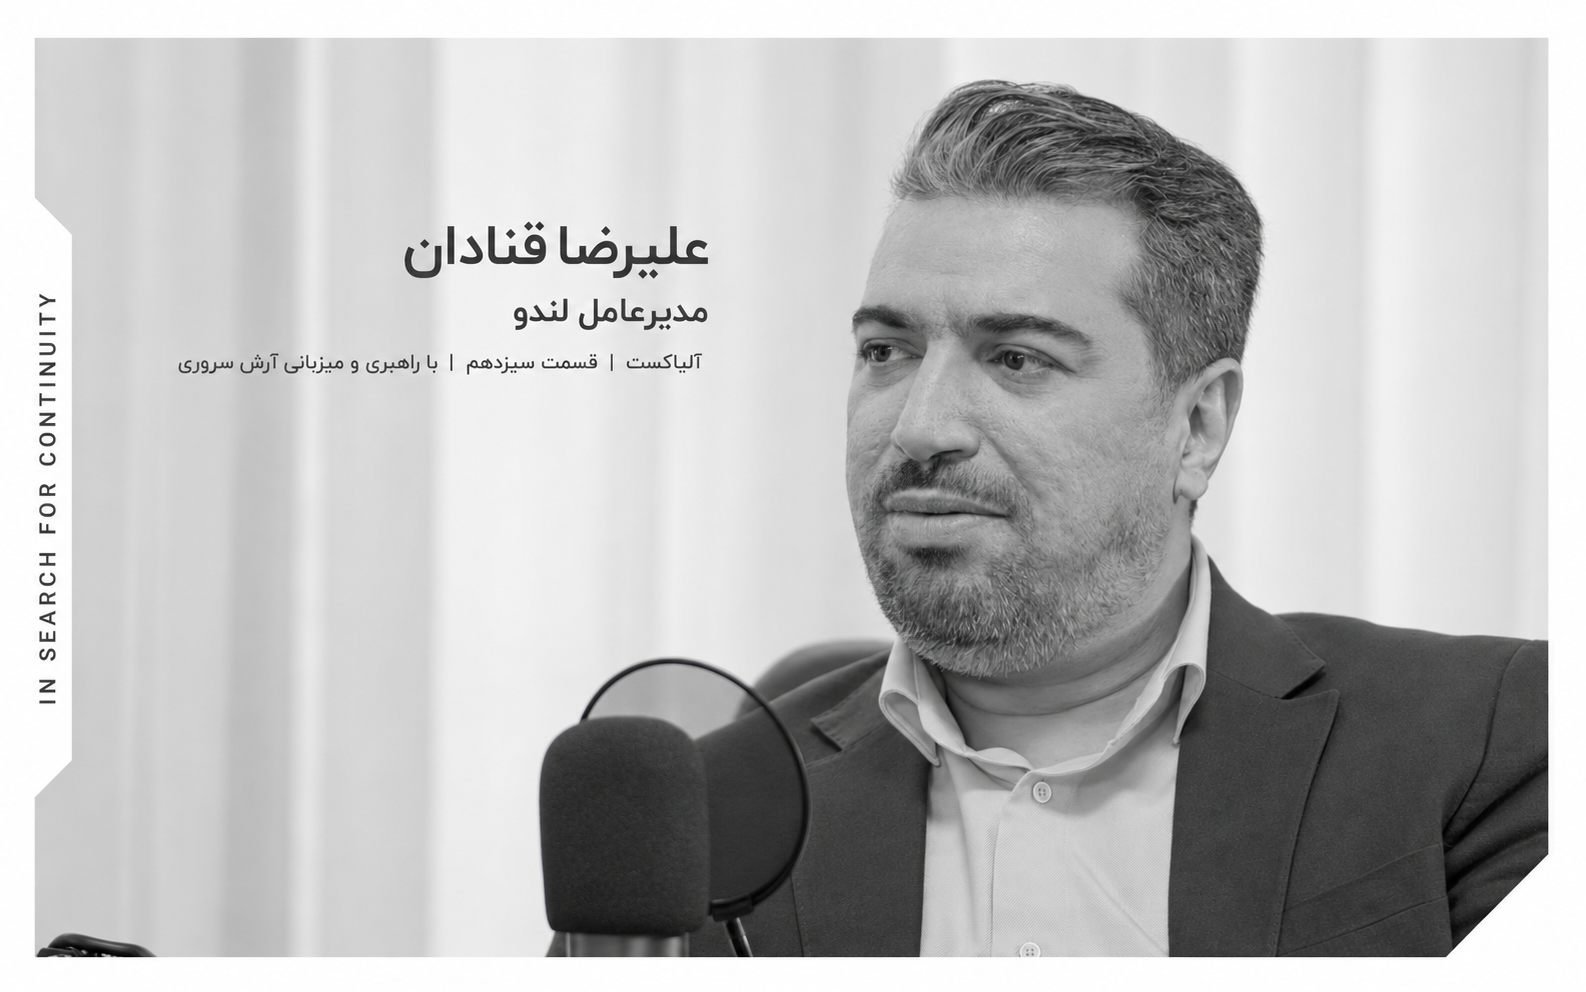 علیرضا قنادان
مدیرعامل لندو
آلیاکست | قسمت سیزدهم | با راهبری و میزبانی آرش سروری
IN SEARCH FOR CONTINUITY